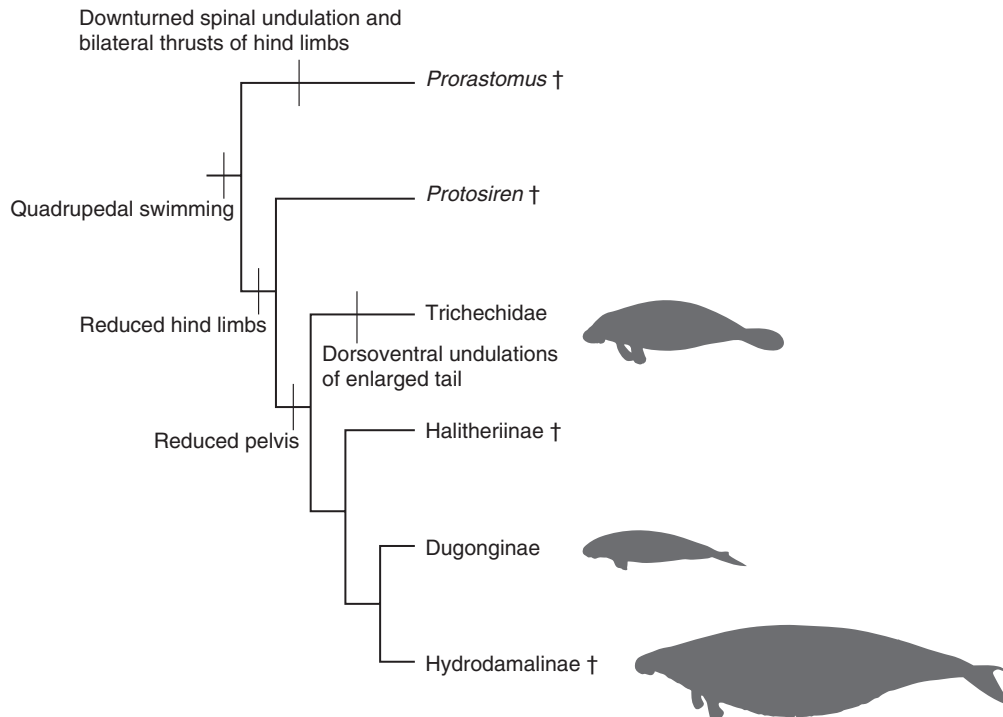 Downturned spinal undulation and
bilateral thrusts of hind limbs
Prorastomus †
Quadrupedal swimming
Protosiren †
Reduced hind limbs
Trichechidae
Dorsoventral undulations
of enlarged tail
Reduced pelvis
Halitheriinae †
Dugonginae
Hydrodamalinae †